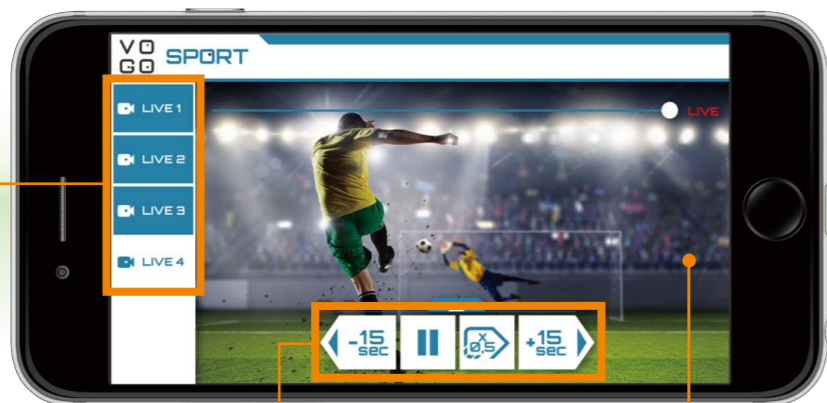 VO
GO
SPORT
LIVE 1
LIVE 2
LIVE 3
LIVE 4
LIVE
-15
sec
x
0.5
+15
sec